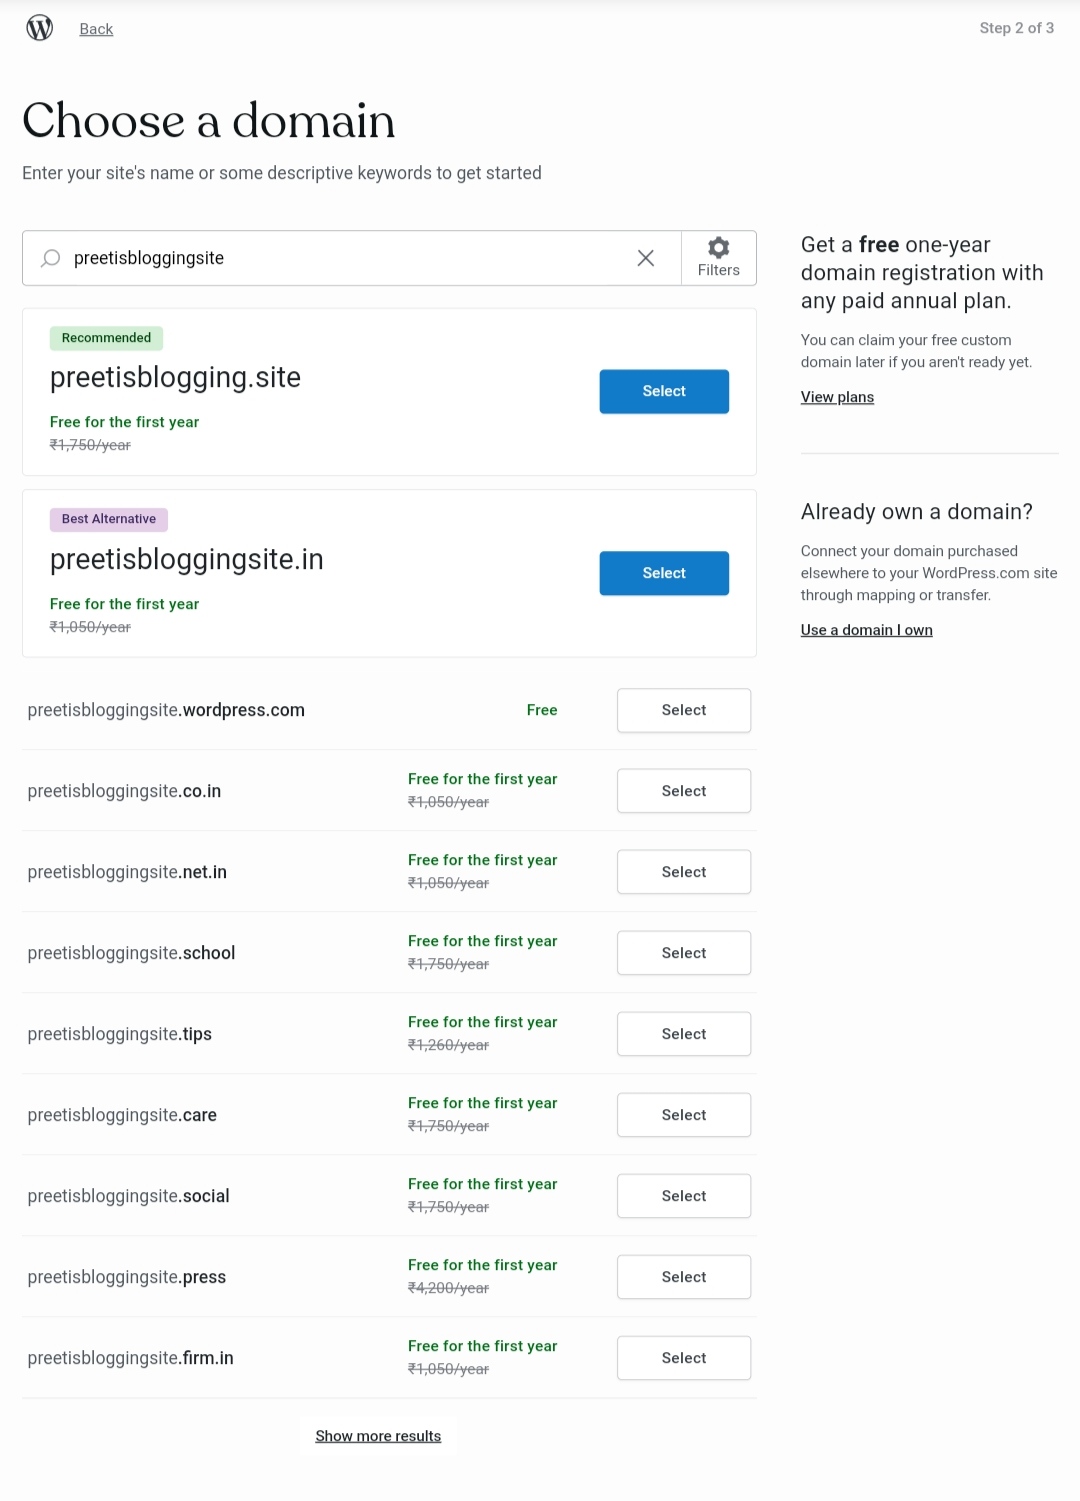 Back
Step 2 of 3
Choose a domain
Enter your site's name or some descriptive keywords to get started
preetisbloggingsite
Filters
Recommended
preetisblogging.site
Free for the first year
₹1,750/year
Select
Best Alternative
preetisbloggingsite.in
Free for the first year
₹1,050/year
Select
preetisbloggingsite.wordpress.com Free Select
preetisbloggingsite.co.in Free for the first year Select
₹1,050/year
preetisbloggingsite.net.in Free for the first year Select
₹1,050/year
preetisbloggingsite.school Free for the first year Select
₹1,750/year
preetisbloggingsite.tips Free for the first year Select
₹1,260/year
preetisbloggingsite.care Free for the first year Select
₹1,750/year
preetisbloggingsite.social Free for the first year Select
₹1,750/year
preetisbloggingsite.press Free for the first year Select
₹4,200/year
preetisbloggingsite.firm.in Free for the first year Select
₹1,050/year
Show more results
Get a free one-year
domain registration with
any paid annual plan.
You can claim your free custom
domain later if you aren't ready yet.
View plans
Already own a domain?
Connect your domain purchased
elsewhere to your WordPress.com site
through mapping or transfer.
Use a domain I own